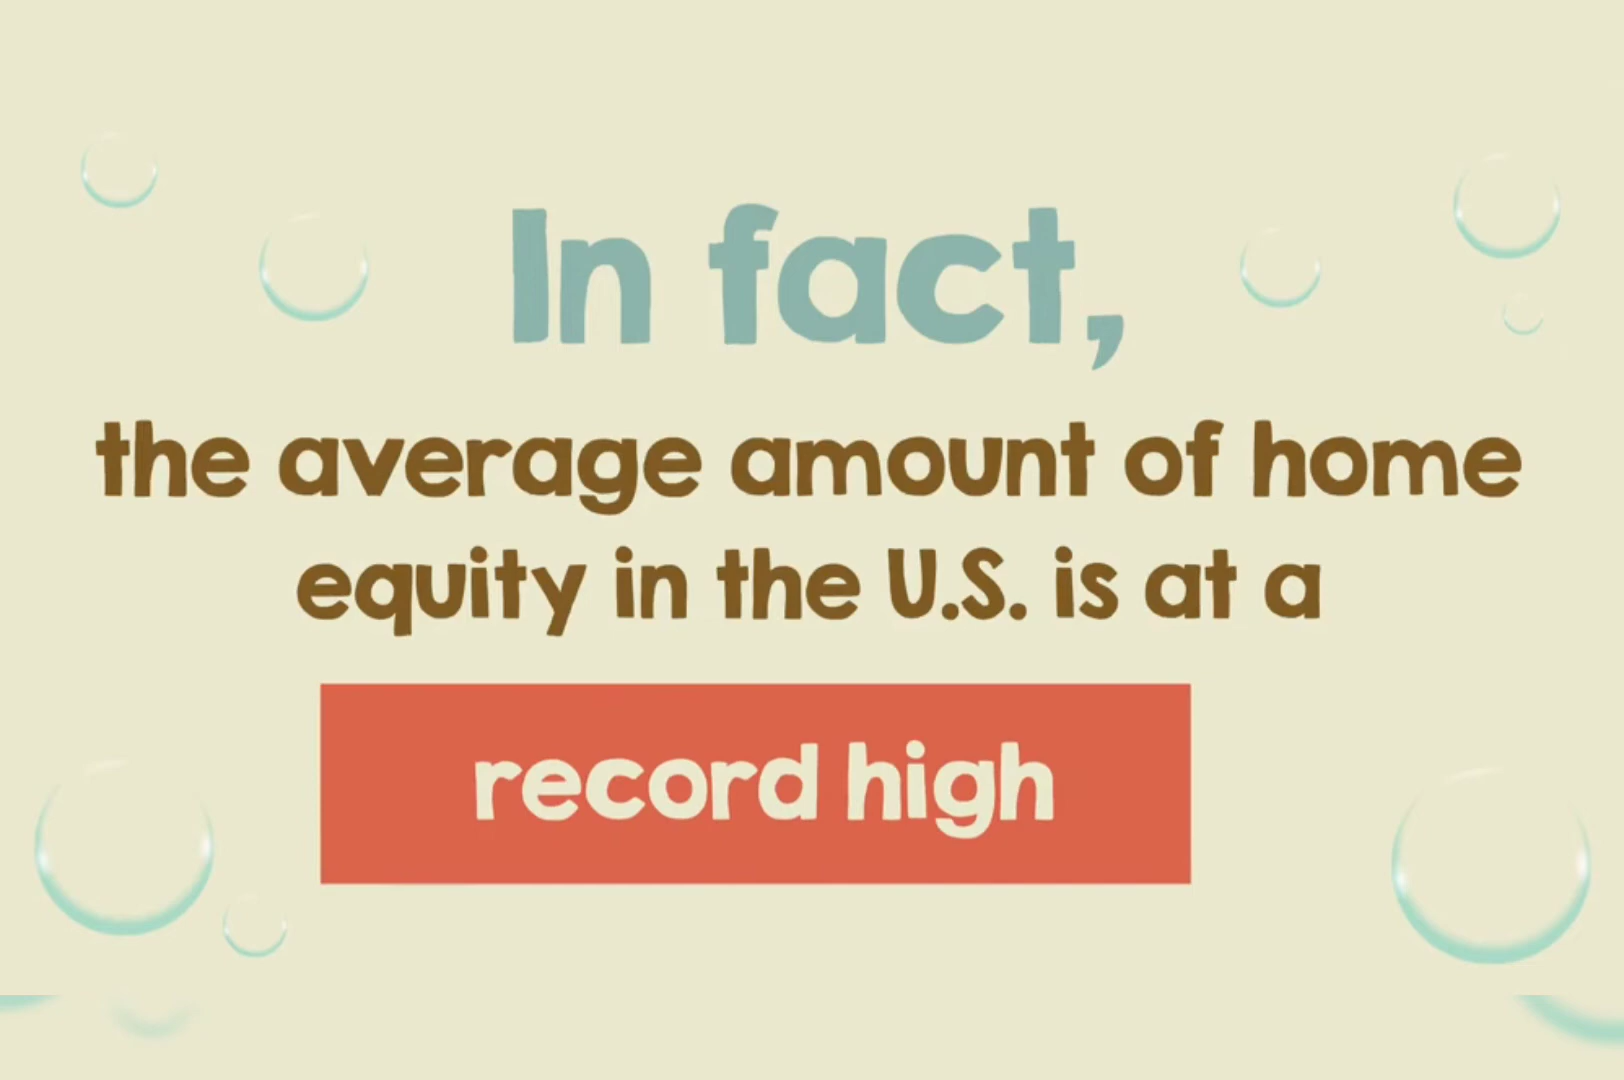 In fact,
the average amount of home
equity in the U.S. is at a
record high